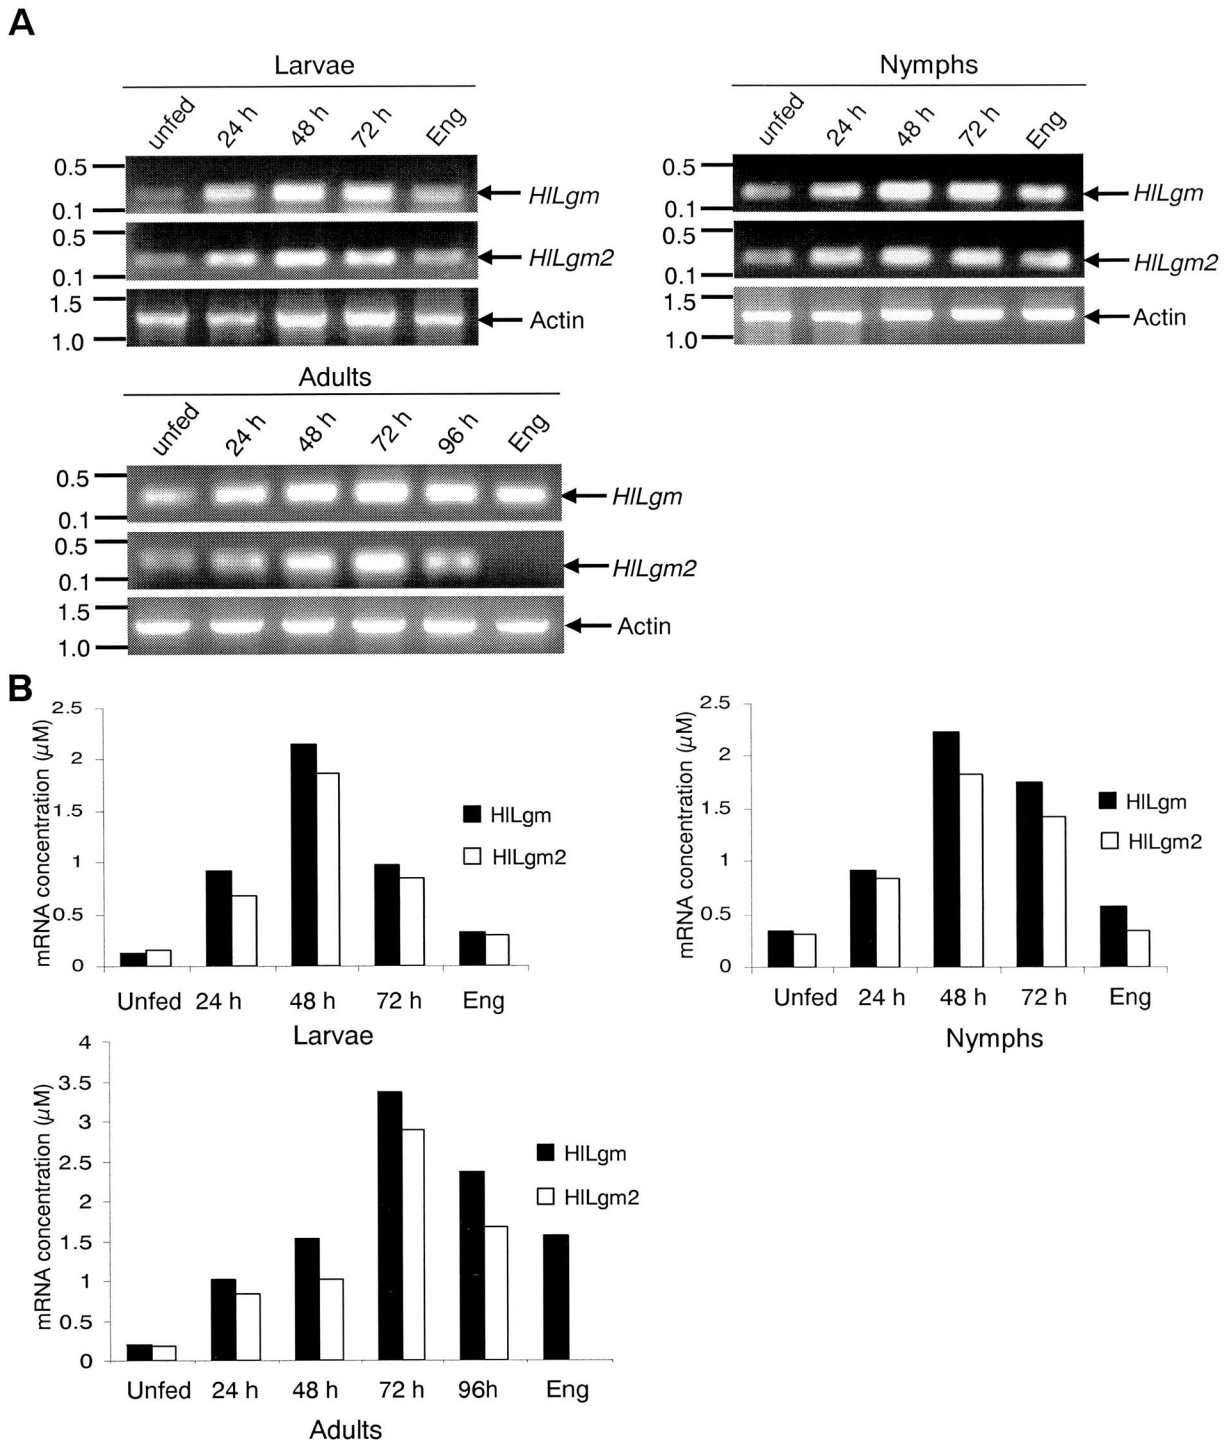 A
Larvae
unfed 24 h 48 h 72 h Eng
0.5
0.1
HlLgm
0.5
0.1
HlLgm2
1.5
1.0
Actin
Nymphs
unfed 24 h 48 h 72 h Eng
0.5
0.1
HlLgm
0.5
0.1
HlLgm2
1.5
1.0
Actin
Adults
unfed 24 h 48 h 72 h 96 h Eng
0.5
0.1
HlLgm
0.5
0.1
HlLgm2
1.5
1.0
Actin
B
mRNA concentration (μM)
2.5
2
1.5
1
0.5
0
HlLgm
HlLgm2
Unfed 24 h 48 h 72 h Eng
Larvae
mRNA concentration (μM)
2.5
2
1.5
1
0.5
0
HlLgm
HlLgm2
Unfed 24 h 48 h 72 h Eng
Nymphs
mRNA concentration (μM)
4
3.5
3
2.5
2
1.5
1
0.5
0
HlLgm
HlLgm2
Unfed 24 h 48 h 72 h 96h Eng
Adults